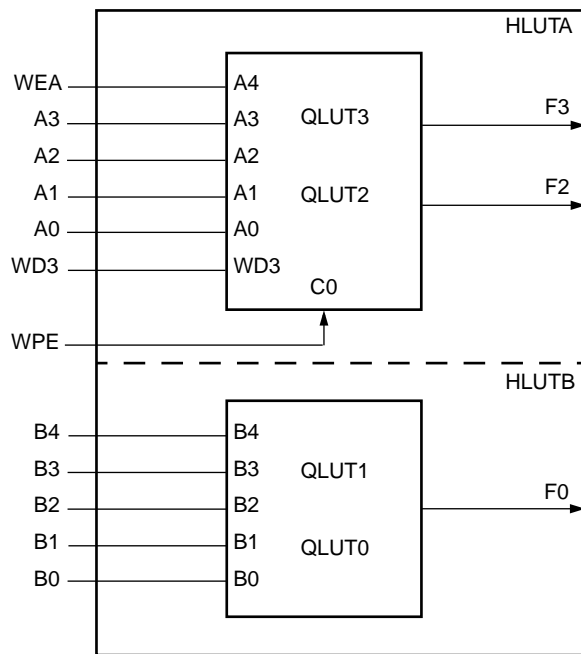 HLUTA
WEA A4
A3 A3 QLUT3 F3
A2 A2
A1 A1 QLUT2 F2
A0 A0
WD3 WD3
C0
WPE
HLUTB
B4 B4
B3 B3 QLUT1
B2 B2 F0
B1 B1 QLUT0
B0 B0